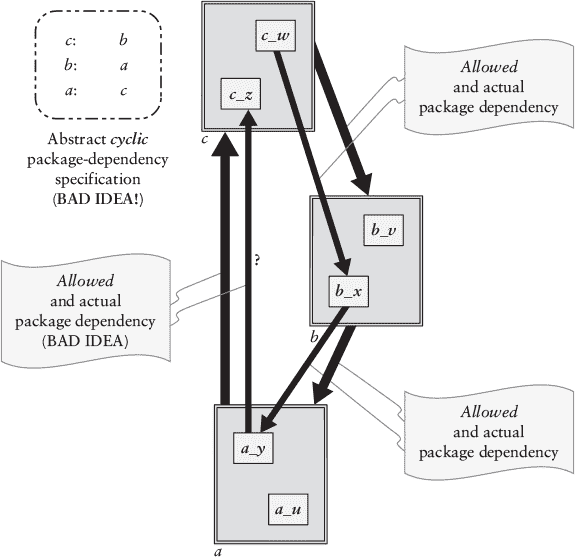 c: b
b: a
a: c
Abstract cyclic
package-dependency
specification
(BAD IDEA!)
c_w
c_z
c
Allowed
and actual
package dependency
b_v
b_x
b
?
Allowed
and actual
package dependency
(BAD IDEA)
Allowed
and actual
package dependency
a_y
a_u
a